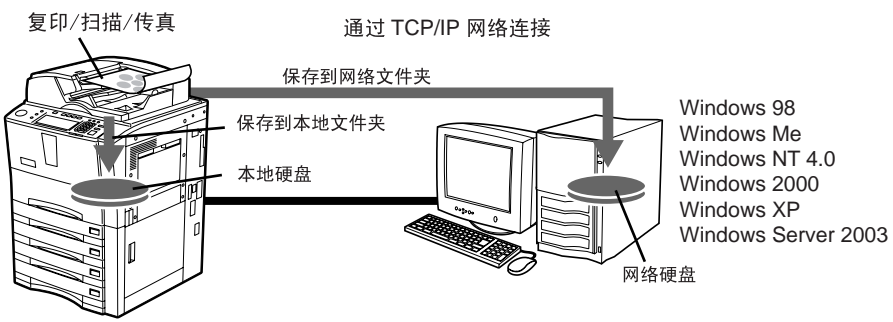 复印/扫描/传真
通过 TCP/IP 网络连接
保存到网络文件夹
保存到本地文件夹
本地硬盘
Windows 98
Windows Me
Windows NT 4.0
Windows 2000
Windows XP
Windows Server 2003
网络硬盘